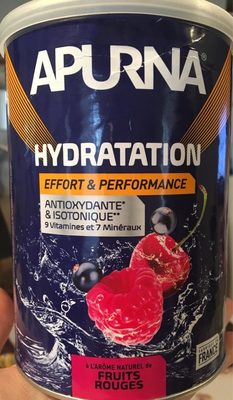 APURNA®
HYDRATATION
EFFORT & PERFORMANCE
ANTIOXYDANTE*
& ISOTONIQUE**
9 Vitamines et 7 Minéraux
À L'ARÔME NATUREL de
FRUITS
ROUGES
FRANCE